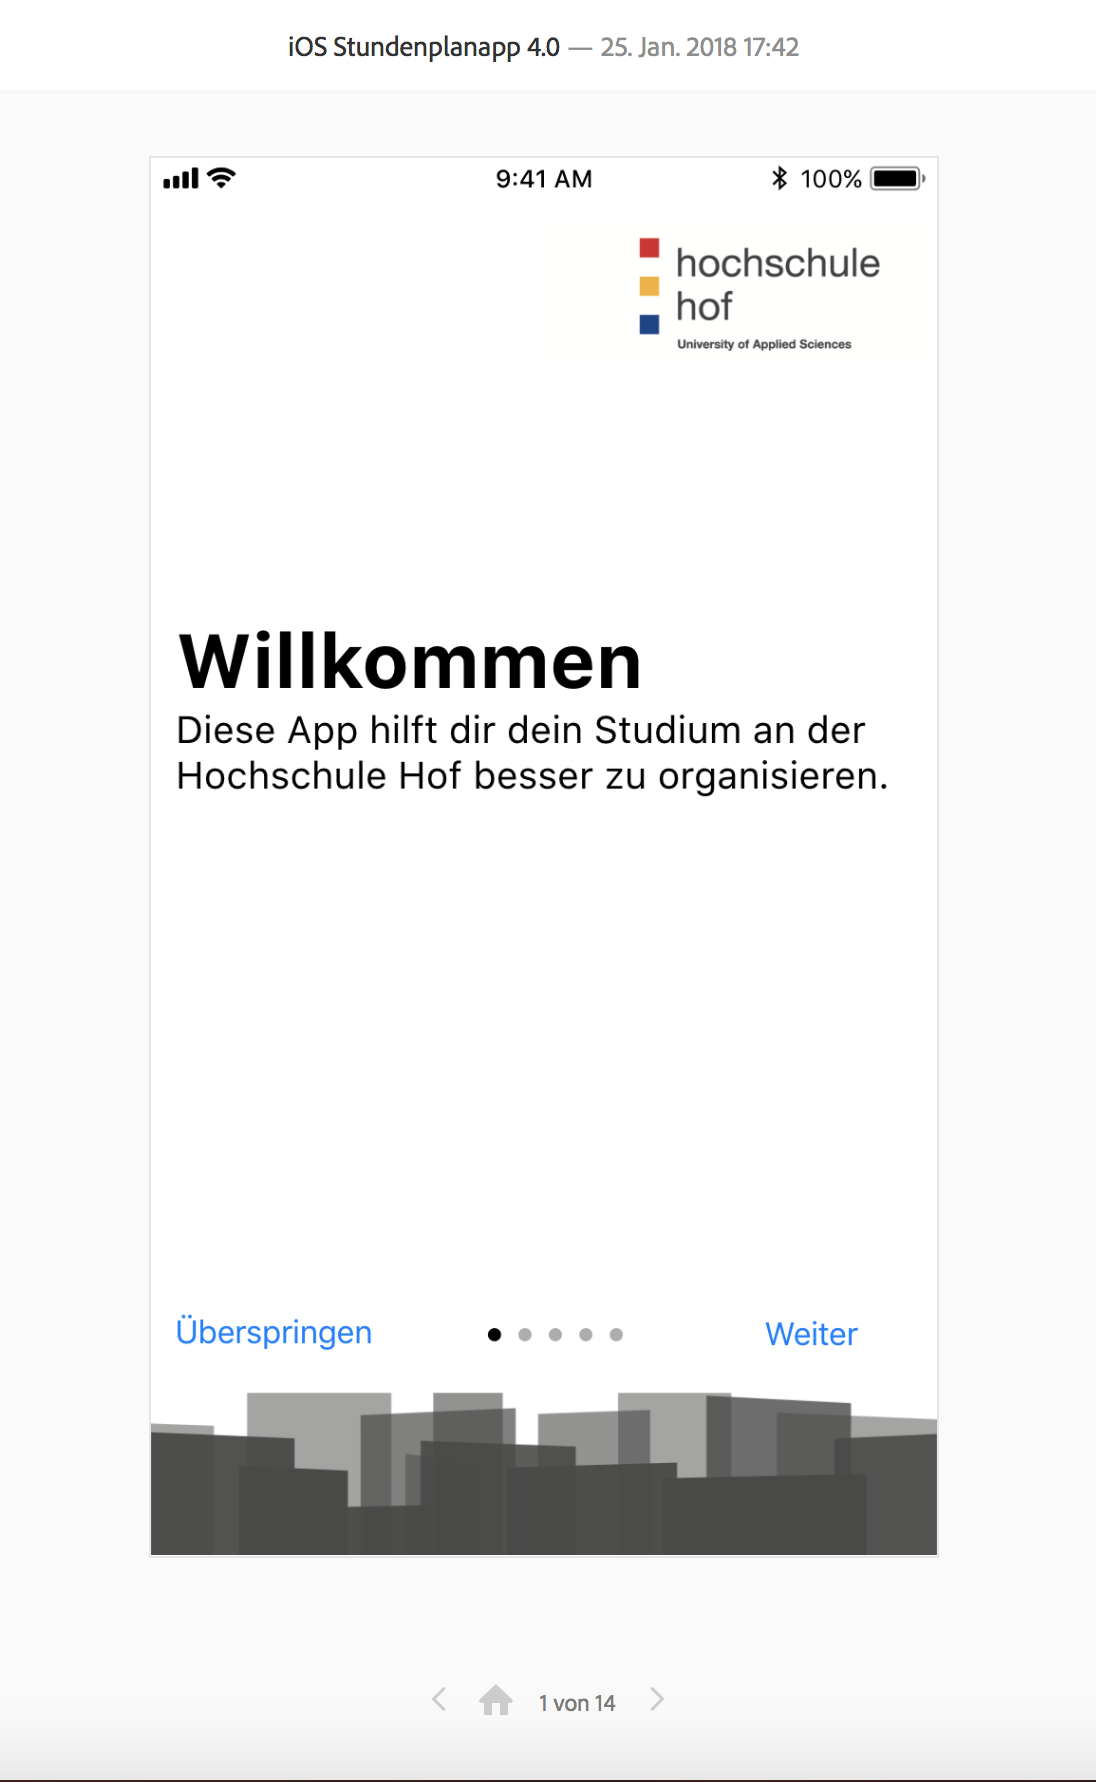 iOS Stundenplanapp 4.0 — 25. Jan. 2018 17:42
9:41 AM
100%
hochschule
hof
University of Applied Sciences
Willkommen
Diese App hilft dir dein Studium an der
Hochschule Hof besser zu organisieren.
Überspringen
Weiter
1 von 14